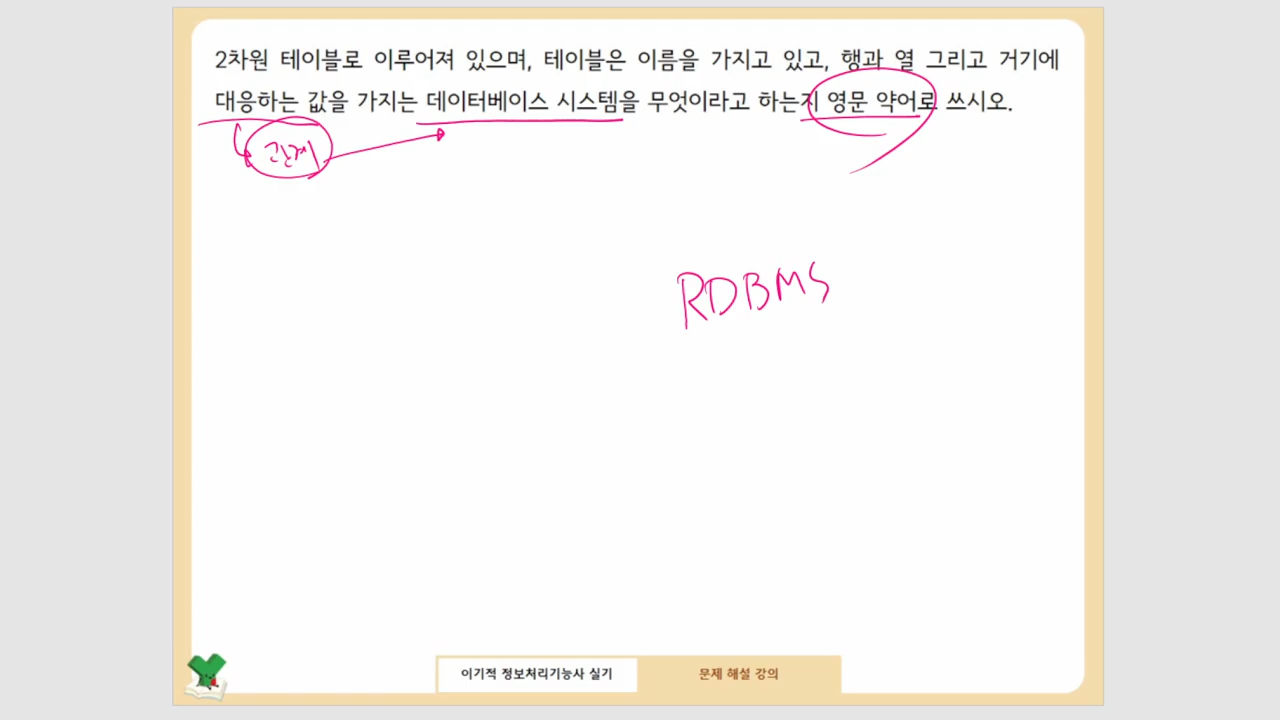 2차원 테이블로 이루어져 있으며, 테이블은 이름을 가지고 있고, 행과 열 그리고 거기에
대응하는 값을 가지는 데이터베이스 시스템을 무엇이라고 하는지 영문 약어로 쓰시오.
관계
RDBMS
이기적 정보처리기능사 실기
문제 해설 강의